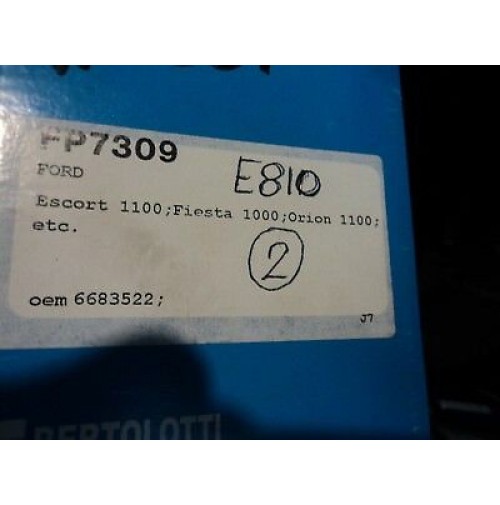 FP7309
FORD
E810
Escort 1100;Fiesta 1000;Orion 1100;
etc.
2
oem 6683522;
J7
BERTOLOTTI